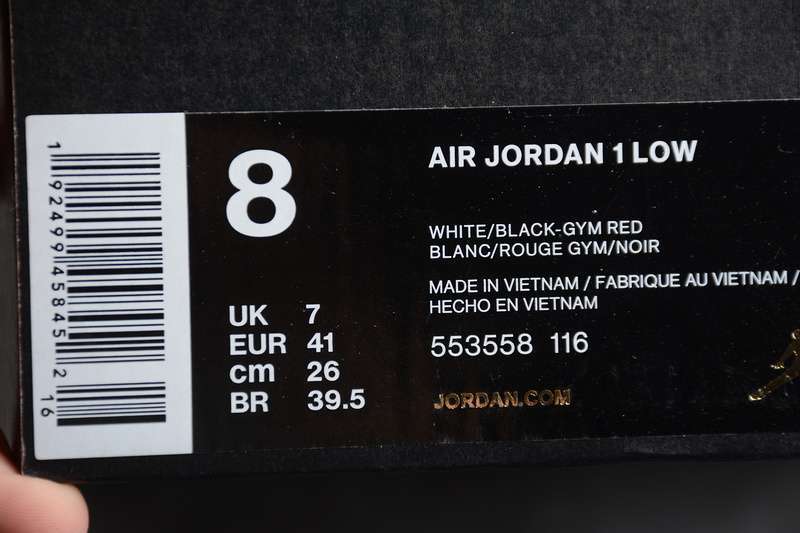 1 92499 45845 2
16
8
UK 7
EUR 41
cm 26
BR 39.5
AIR JORDAN 1 LOW
WHITE/BLACK-GYM RED
BLANC/ROUGE GYM/NOIR
MADE IN VIETNAM / FABRIQUE AU VIETNAM /
HECHO EN VIETNAM
553558 116
JORDAN.COM